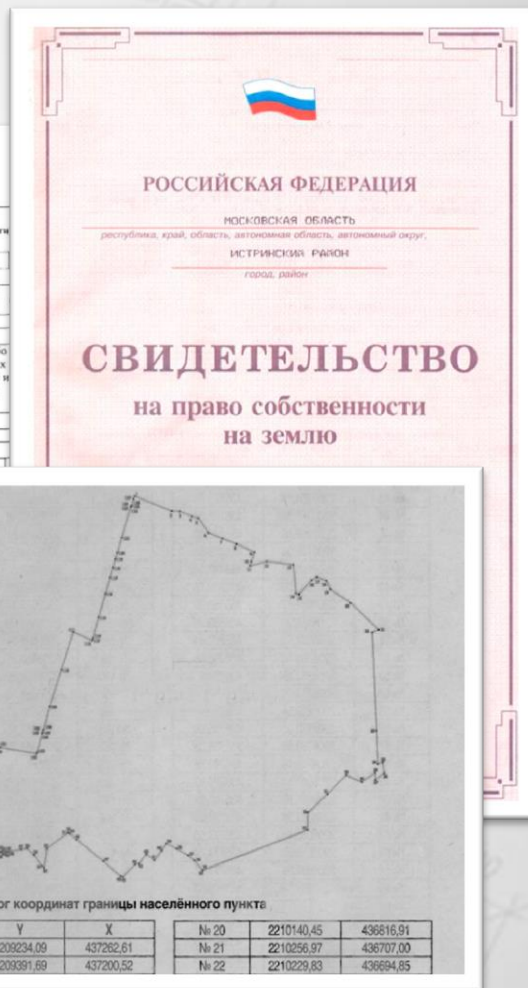 РОССИЙСКАЯ ФЕДЕРАЦИЯ
МОСКОВСКАЯ ОБЛАСТЬ
республика, край, область, автономная область, автономный округ,
ИСТРИНСКИЙ РАЙОН
город, район
СВИДЕТЕЛЬСТВО
на право собственности
на землю
ог координат границы населённого пункта
Y X № 20 2210140,45 436816,91
209234,09 437262,61 № 21 2210256,97 436707,00
209391,69 437200,52 № 22 2210229,83 436694,85